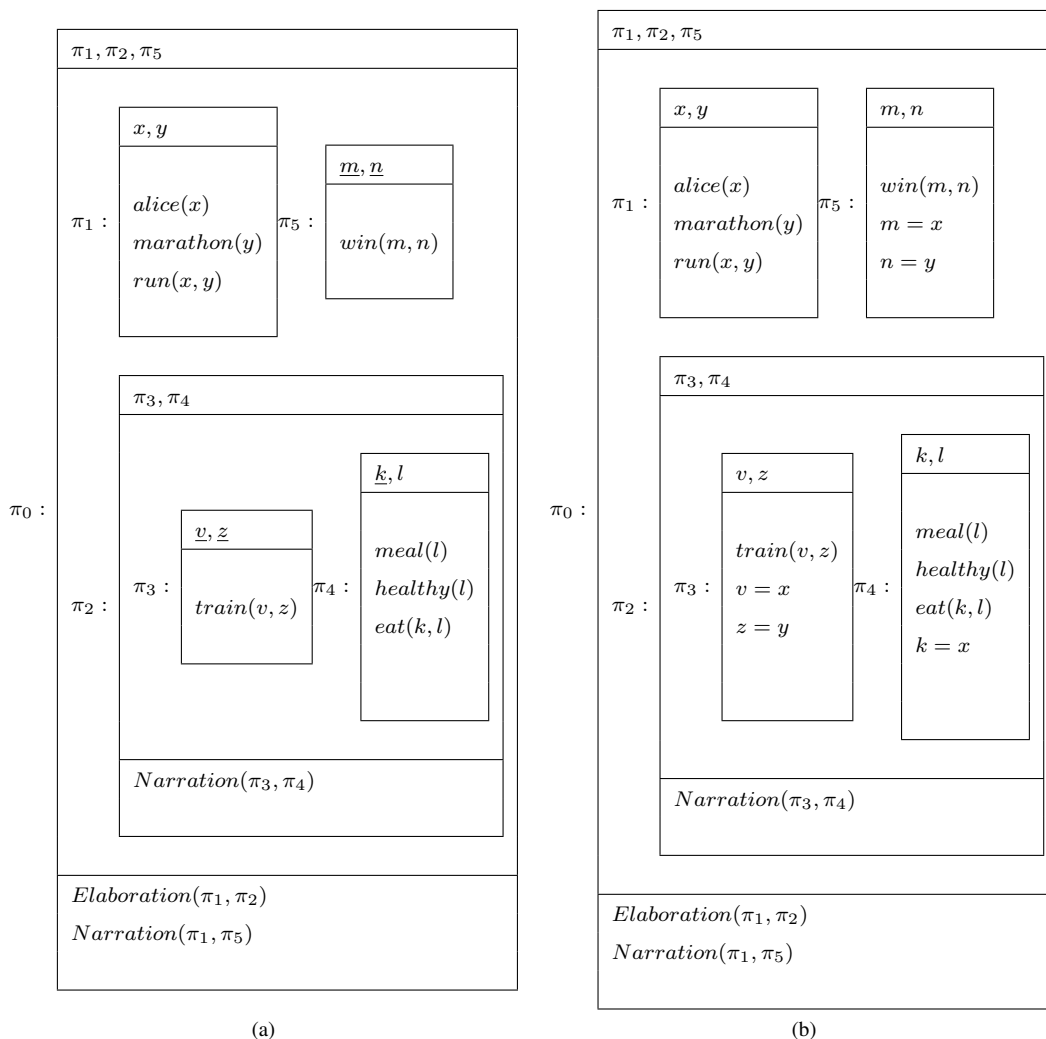 π₁, π₂, π₅
x, y
alice(x)
marathon(y)
run(x, y)
π₁ :
m, n
win(m, n)
π₅ :
π₃, π₄
v, z
train(v, z)
π₃ :
k, l
meal(l)
healthy(l)
eat(k, l)
π₄ :
π₂ :
π₀ :
Narration(π₃, π₄)
Elaboration(π₁, π₂)
Narration(π₁, π₅)
(a)
π₁, π₂, π₅
x, y
alice(x)
marathon(y)
run(x, y)
π₁ :
m, n
win(m, n)
m = x
n = y
π₅ :
π₃, π₄
v, z
train(v, z)
v = x
z = y
π₃ :
k, l
meal(l)
healthy(l)
eat(k, l)
k = x
π₄ :
π₂ :
π₀ :
Narration(π₃, π₄)
Elaboration(π₁, π₂)
Narration(π₁, π₅)
(b)